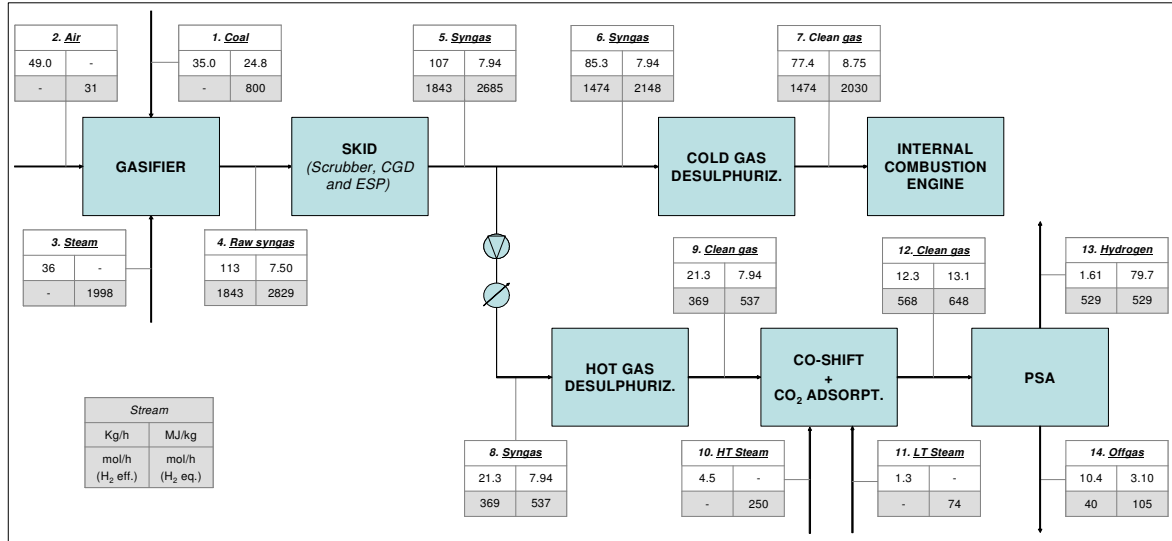 2. Air
49.0 -
- 31
1. Coal
35.0 24.8
- 800
5. Syngas
107 7.94
1843 2685
6. Syngas
85.3 7.94
1474 2148
7. Clean gas
77.4 8.75
1474 2030
GASIFIER
SKID
(Scrubber, CGD
and ESP)
COLD GAS
DESULPHURIZ.
INTERNAL
COMBUSTION
ENGINE
3. Steam
36 -
- 1998
4. Raw syngas
113 7.50
1843 2829
9. Clean gas
21.3 7.94
369 537
12. Clean gas
12.3 13.1
568 648
13. Hydrogen
1.61 79.7
529 529
HOT GAS
DESULPHURIZ.
CO-SHIFT
+
CO₂ ADSORPT.
PSA
Stream
Kg/h MJ/kg
mol/h mol/h
(H₂ eff.) (H₂ eq.)
8. Syngas
21.3 7.94
369 537
10. HT Steam
4.5 -
- 250
11. LT Steam
1.3 -
- 74
14. Offgas
10.4 3.10
40 105